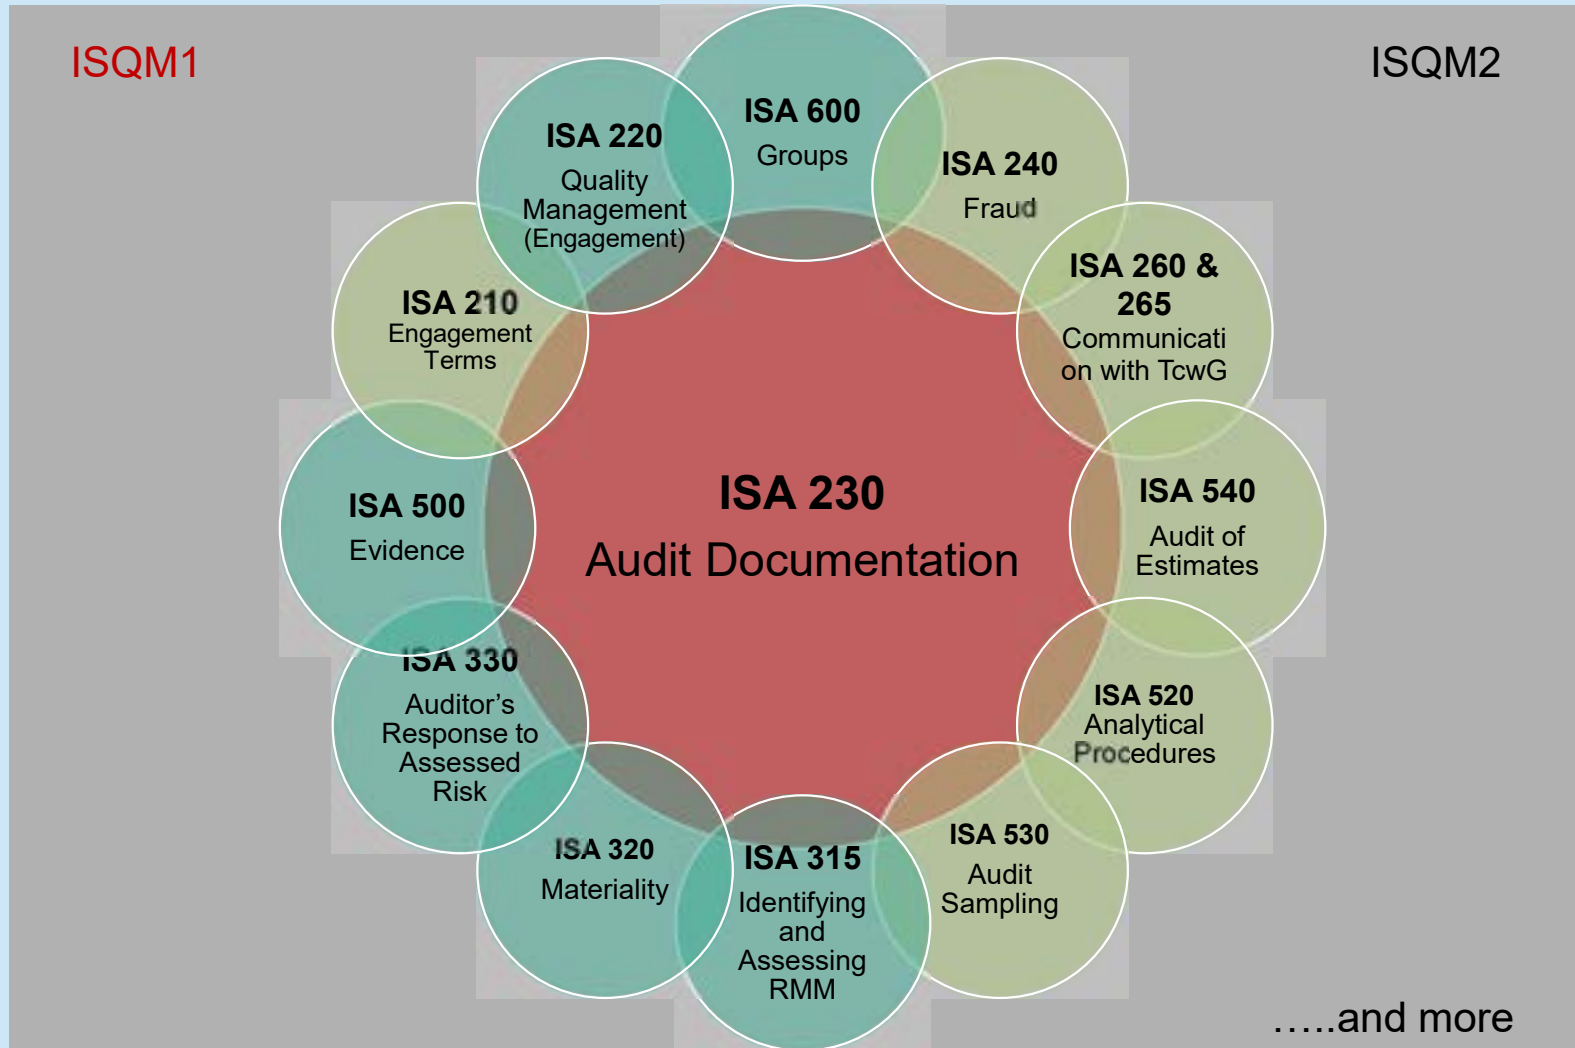 ISQM1
ISQM2
ISA 600
Groups
ISA 240
Fraud
ISA 260 &
265
Communicati
on with TcwG
ISA 540
Audit of
Estimates
ISA 520
Analytical
Procedures
ISA 530
Audit
Sampling
ISA 315
Identifying
and
Assessing
RMM
ISA 320
Materiality
ISA 330
Auditor’s
Response to
Assessed
Risk
ISA 500
Evidence
ISA 210
Engagement
Terms
ISA 220
Quality
Management
(Engagement)
ISA 230
Audit Documentation
.....and more